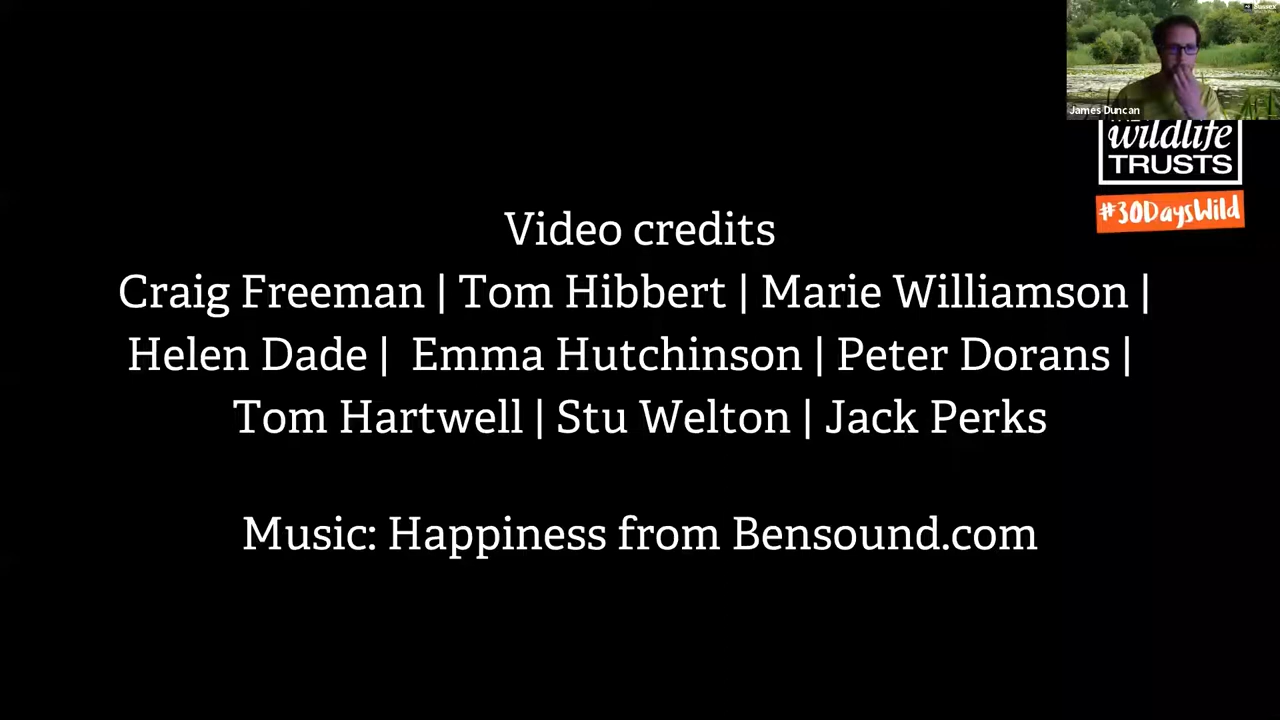 Sussex
James Duncan
wildlife
TRUSTS
#30DaysWild
Video credits
Craig Freeman | Tom Hibbert | Marie Williamson |
Helen Dade | Emma Hutchinson | Peter Dorans |
Tom Hartwell | Stu Welton | Jack Perks
Music: Happiness from Bensound.com